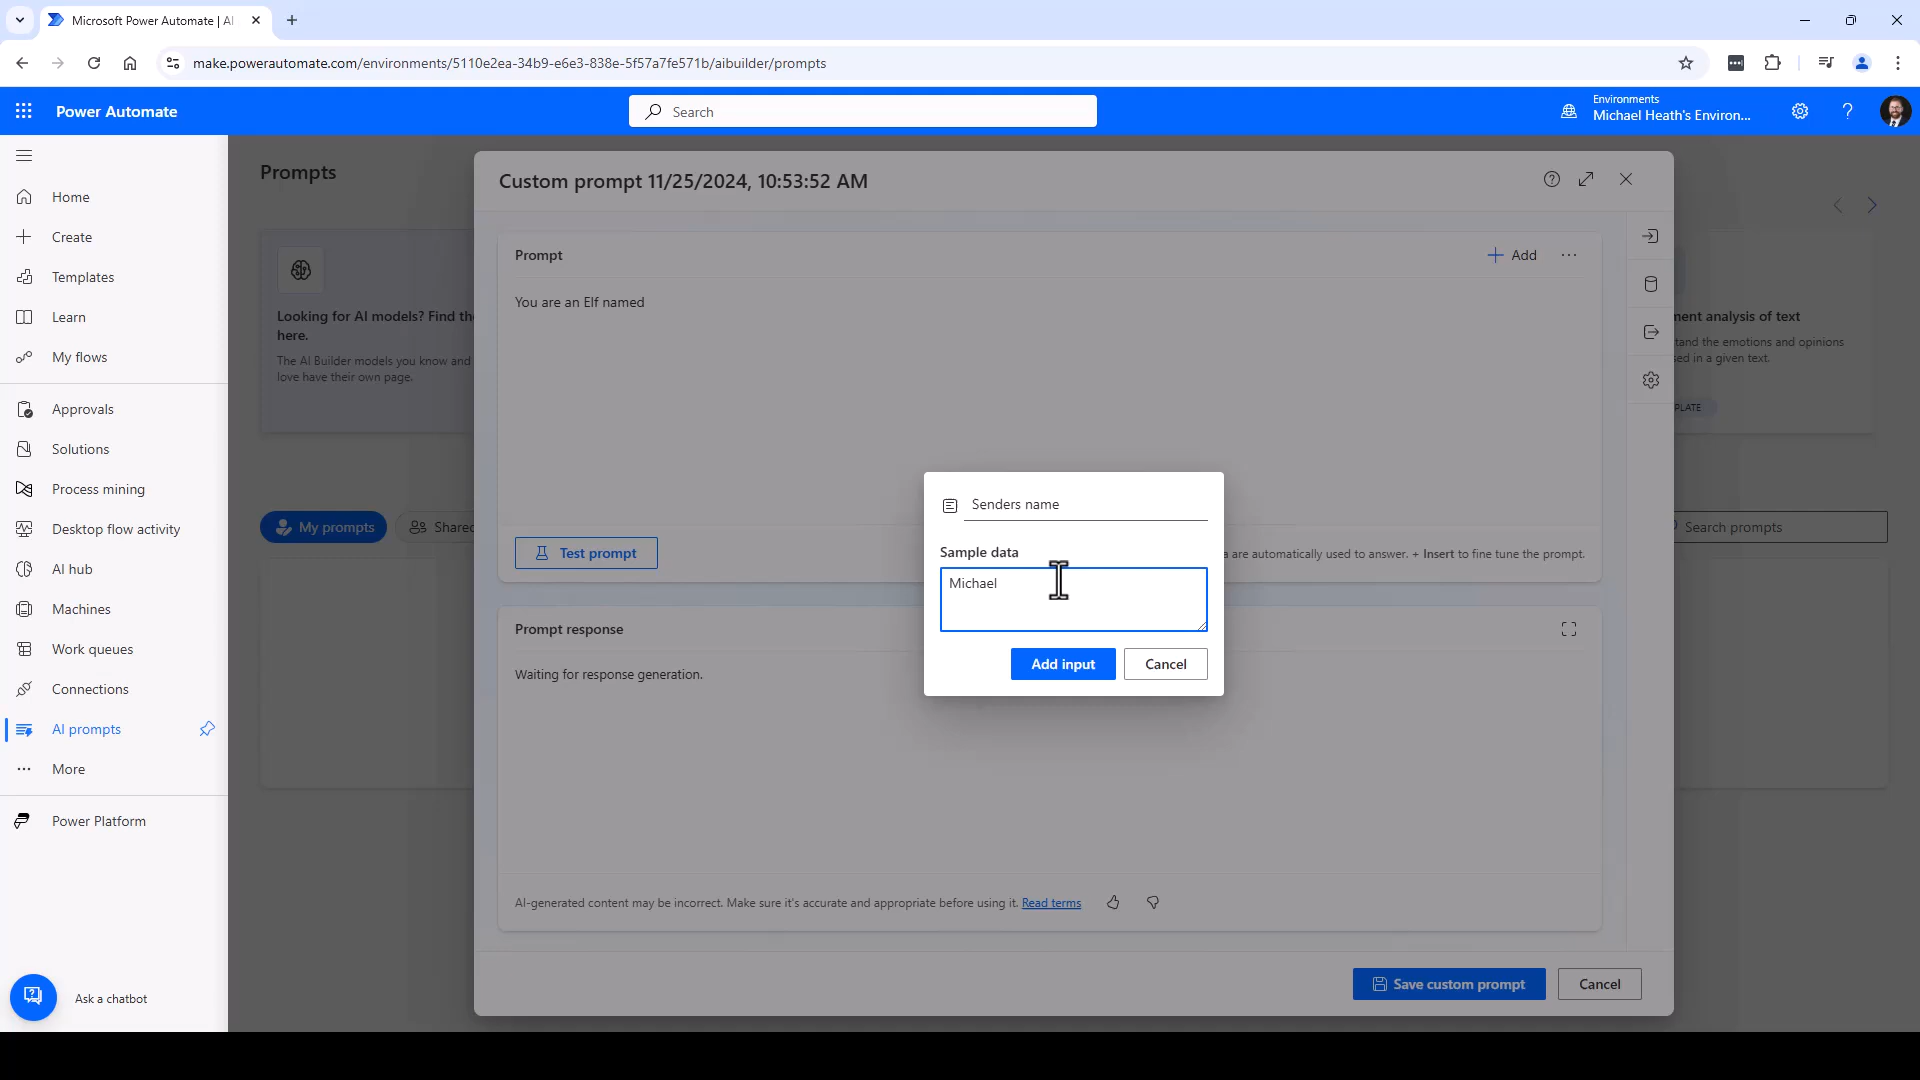 Microsoft Power Automate | AI
make.powerautomate.com/environments/5110e2ea-34b9-e6e3-838e-5f57a7fe571b/aibuilder/prompts
Power Automate
Search
Environments
Michael Heath's Environ...
Home
Create
Templates
Learn
My flows
Approvals
Solutions
Process mining
Desktop flow activity
AI hub
Machines
Work queues
Connections
AI prompts
More
Power Platform
Ask a chatbot
Prompts
Looking for AI models? Find the
here.
The AI Builder models you know and
love have their own page.
My prompts
Shared
ment analysis of text
tand the emotions and opinions
sed in a given text.
PLATE
Search prompts
Custom prompt 11/25/2024, 10:53:52 AM
Prompt
Add
You are an Elf named
Test prompt
a are automatically used to answer. + Insert to fine tune the prompt.
Senders name
Sample data
Michael
Add input
Cancel
Prompt response
Waiting for response generation.
AI-generated content may be incorrect. Make sure it's accurate and appropriate before using it. Read terms
Save custom prompt
Cancel